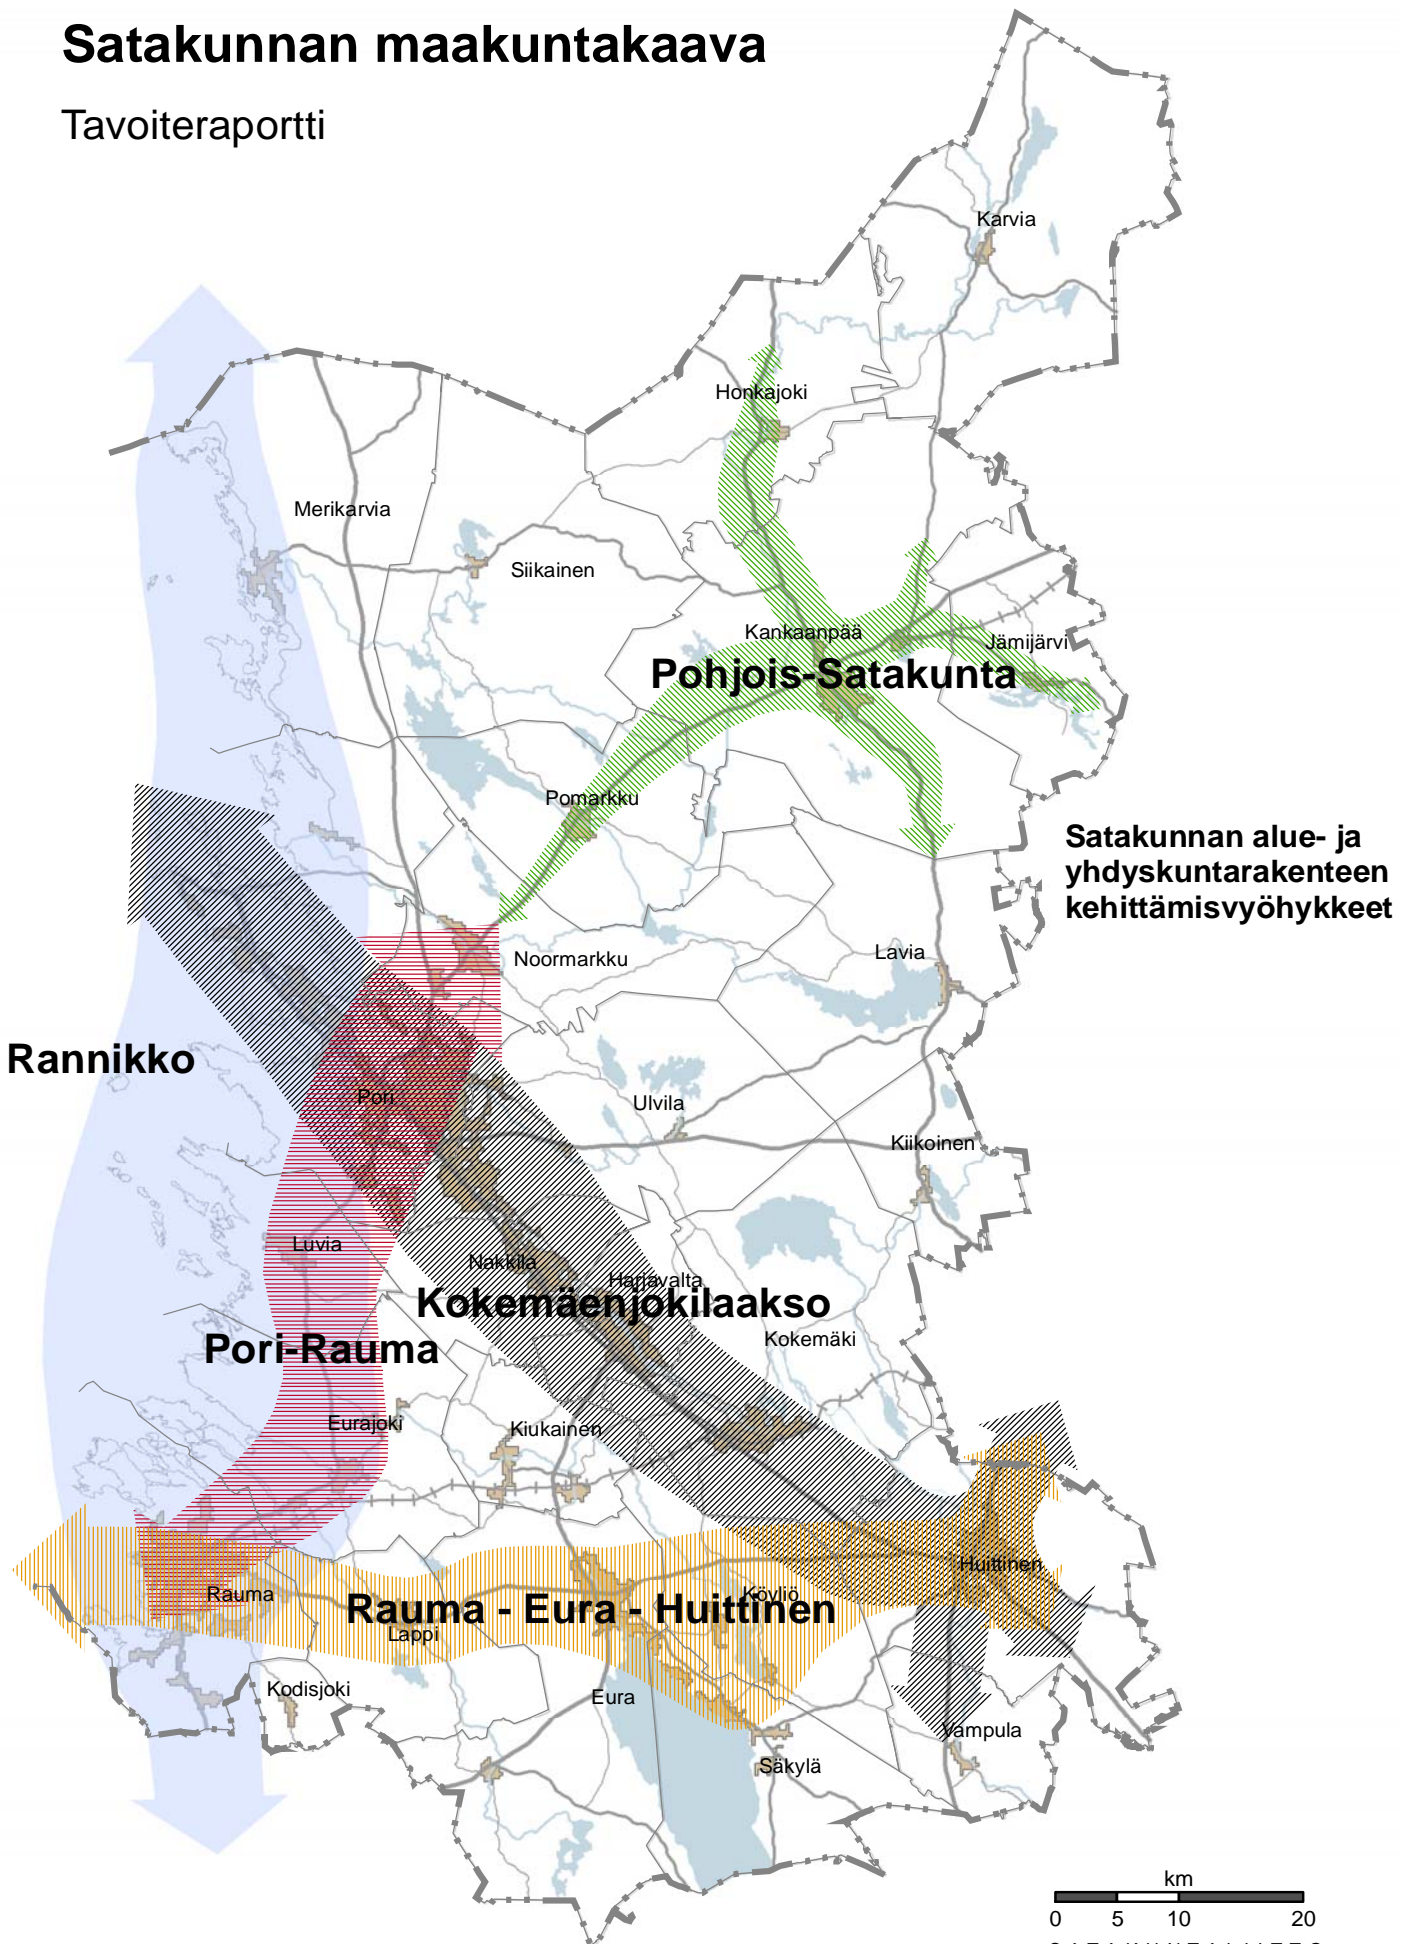 Satakunnan maakuntakaava
Tavoiteraportti
Karvia
Honkajoki
Merikarvia
Siikainen
Kankaanpää
Jämijärvi
Pohjois-Satakunta
Pomarkku
Satakunnan alue- ja
yhdyskuntarakenteen
kehittämisvyöhykkeet
Noormarkku
Lavia
Rannikko
Pori
Ulvila
Kiikoinen
Luvia
Nakkila
Harjavalta
Kokemäenjokilaakso
Kokemäki
Pori-Rauma
Eurajoki
Kiukainen
Huittinen
Rauma
Köyliö
Rauma - Eura - Huittinen
Lappi
Kodisjoki
Eura
Vampula
Säkylä
km
0 5 10 20